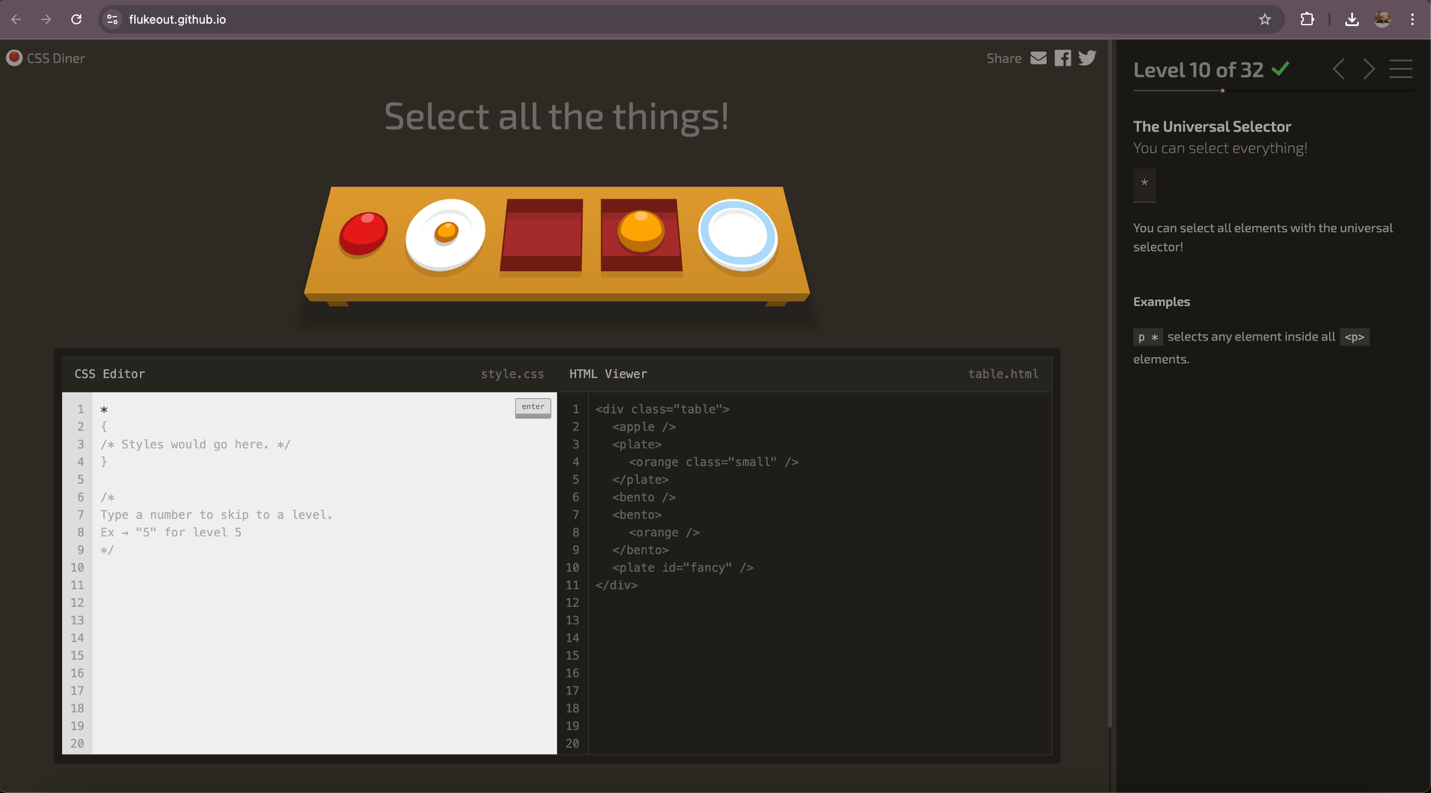 flukeout.github.io
CSS Diner
Share
Select all the things!
CSS Editor
style.css
HTML Viewer
table.html
1 *
enter
2 {
3 /* Styles would go here. */
4 }
5
6 /*
7 Type a number to skip to a level.
8 Ex → "5" for level 5
9 */
10
11
12
13
14
15
16
17
18
19
20
1 <div class="table">
2 <apple />
3 <plate>
4 <orange class="small" />
5 </plate>
6 <bento />
7 <bento>
8 <orange />
9 </bento>
10 <plate id="fancy" />
11 </div>
12
13
14
15
16
17
18
19
20
Level 10 of 32
The Universal Selector
You can select everything!
*
You can select all elements with the universal
selector!
Examples
p * selects any element inside all <p>
elements.